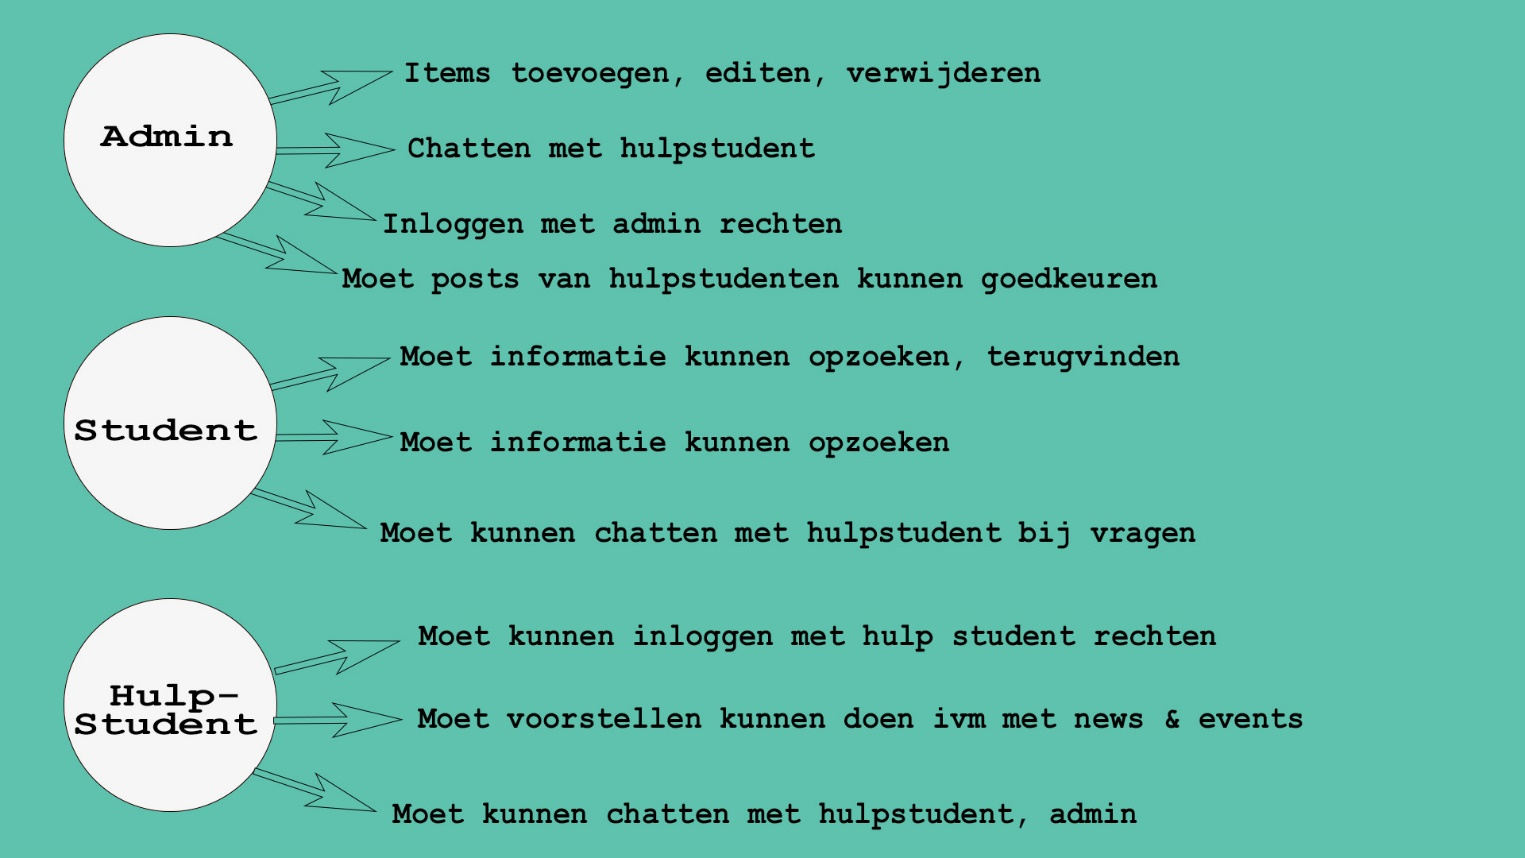 Admin
Items toevoegen, editen, verwijderen
Chatten met hulpstudent
Inloggen met admin rechten
Moet posts van hulpstudenten kunnen goedkeuren
Student
Moet informatie kunnen opzoeken, terugvinden
Moet informatie kunnen opzoeken
Moet kunnen chatten met hulpstudent bij vragen
Hulp-
Student
Moet kunnen inloggen met hulp student rechten
Moet voorstellen kunnen doen ivm met news & events
Moet kunnen chatten met hulpstudent, admin